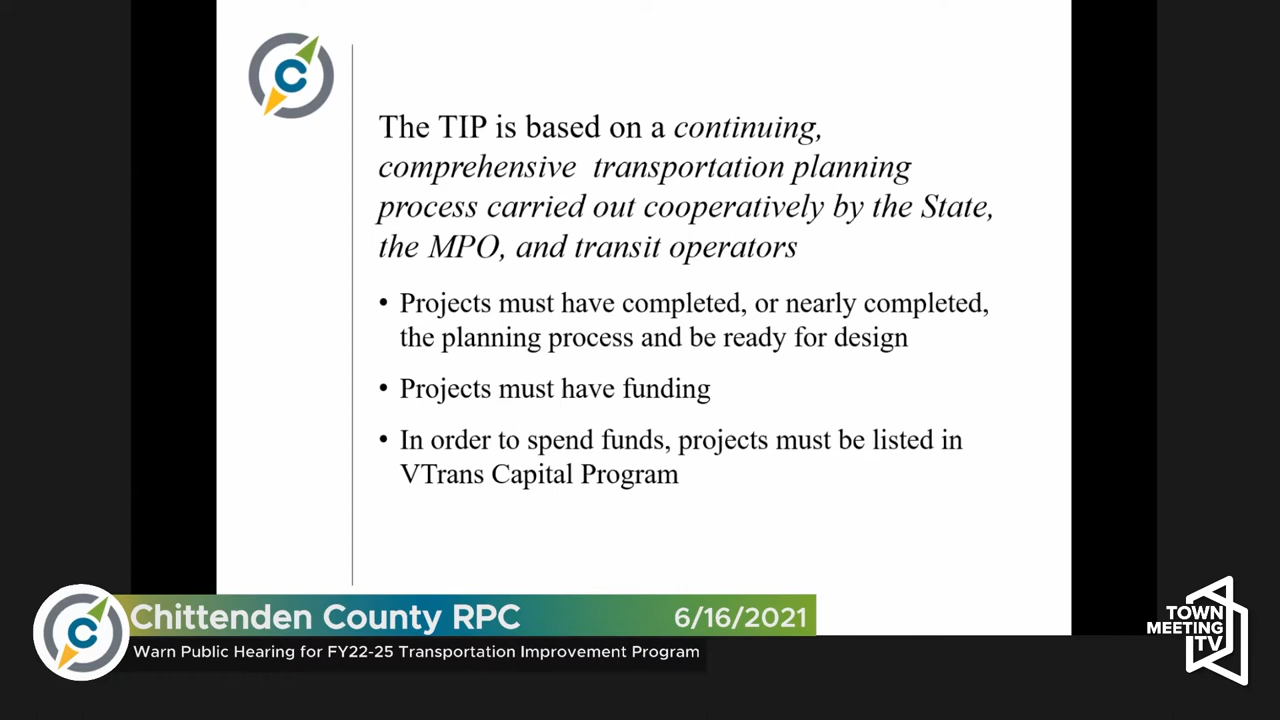 C
The TIP is based on a continuing,
comprehensive transportation planning
process carried out cooperatively by the State,
the MPO, and transit operators
• Projects must have completed, or nearly completed,
the planning process and be ready for design
• Projects must have funding
• In order to spend funds, projects must be listed in
VTrans Capital Program
C
Chittenden County RPC
6/16/2021
Warn Public Hearing for FY22-25 Transportation Improvement Program
TOWN
MEETING
TV